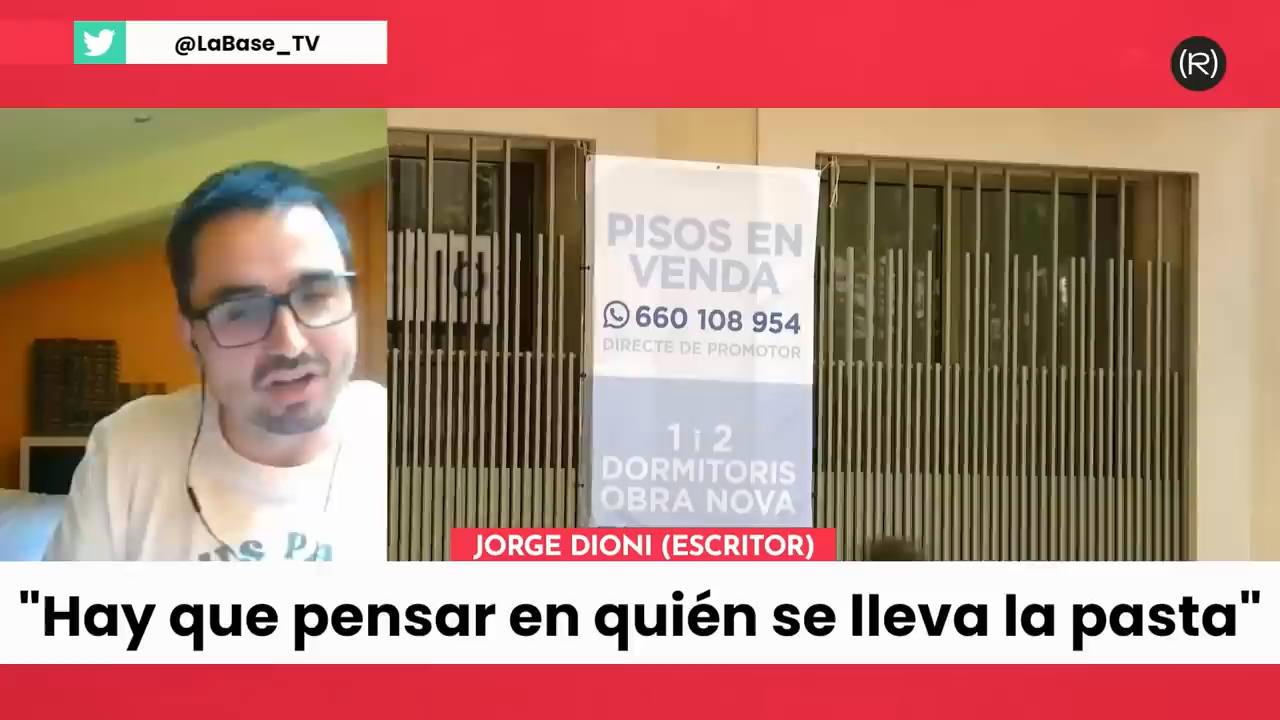 @LaBase_TV
(R)
PISOS EN
VENDA
660 108 954
DIRECTE DE PROMOTOR
1 i 2
DORMITORIS
OBRA NOVA
JORGE DIONI (ESCRITOR)
"Hay que pensar en quién se lleva la pasta"